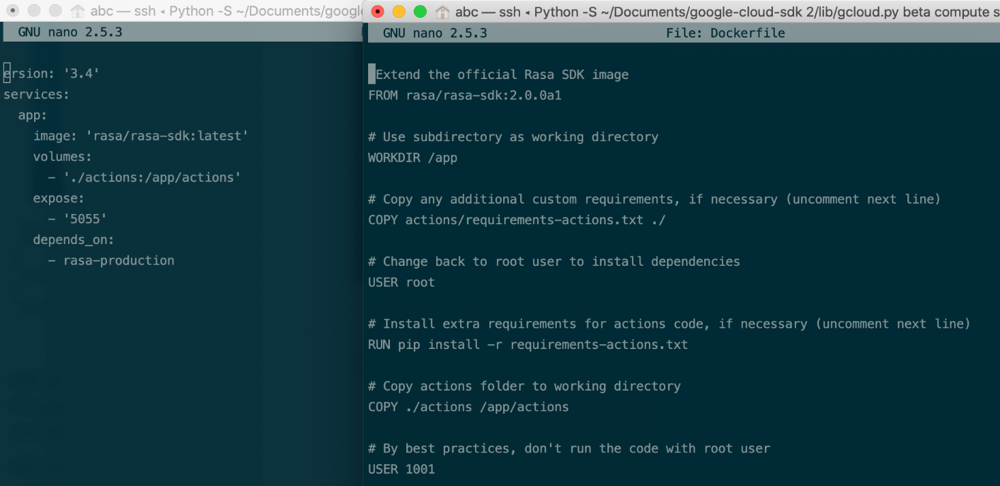 abc — ssh ◂ Python -S ~/Documents/googl
GNU nano 2.5.3
ersion: '3.4'
services:
  app:
    image: 'rasa/rasa-sdk:latest'
    volumes:
      - './actions:/app/actions'
    expose:
      - '5055'
    depends_on:
      - rasa-production
abc — ssh ◂ Python -S ~/Documents/google-cloud-sdk 2/lib/gcloud.py beta compute s
GNU nano 2.5.3 File: Dockerfile
Extend the official Rasa SDK image
FROM rasa/rasa-sdk:2.0.0a1
# Use subdirectory as working directory
WORKDIR /app
# Copy any additional custom requirements, if necessary (uncomment next line)
COPY actions/requirements-actions.txt ./
# Change back to root user to install dependencies
USER root
# Install extra requirements for actions code, if necessary (uncomment next line)
RUN pip install -r requirements-actions.txt
# Copy actions folder to working directory
COPY ./actions /app/actions
# By best practices, don't run the code with root user
USER 1001